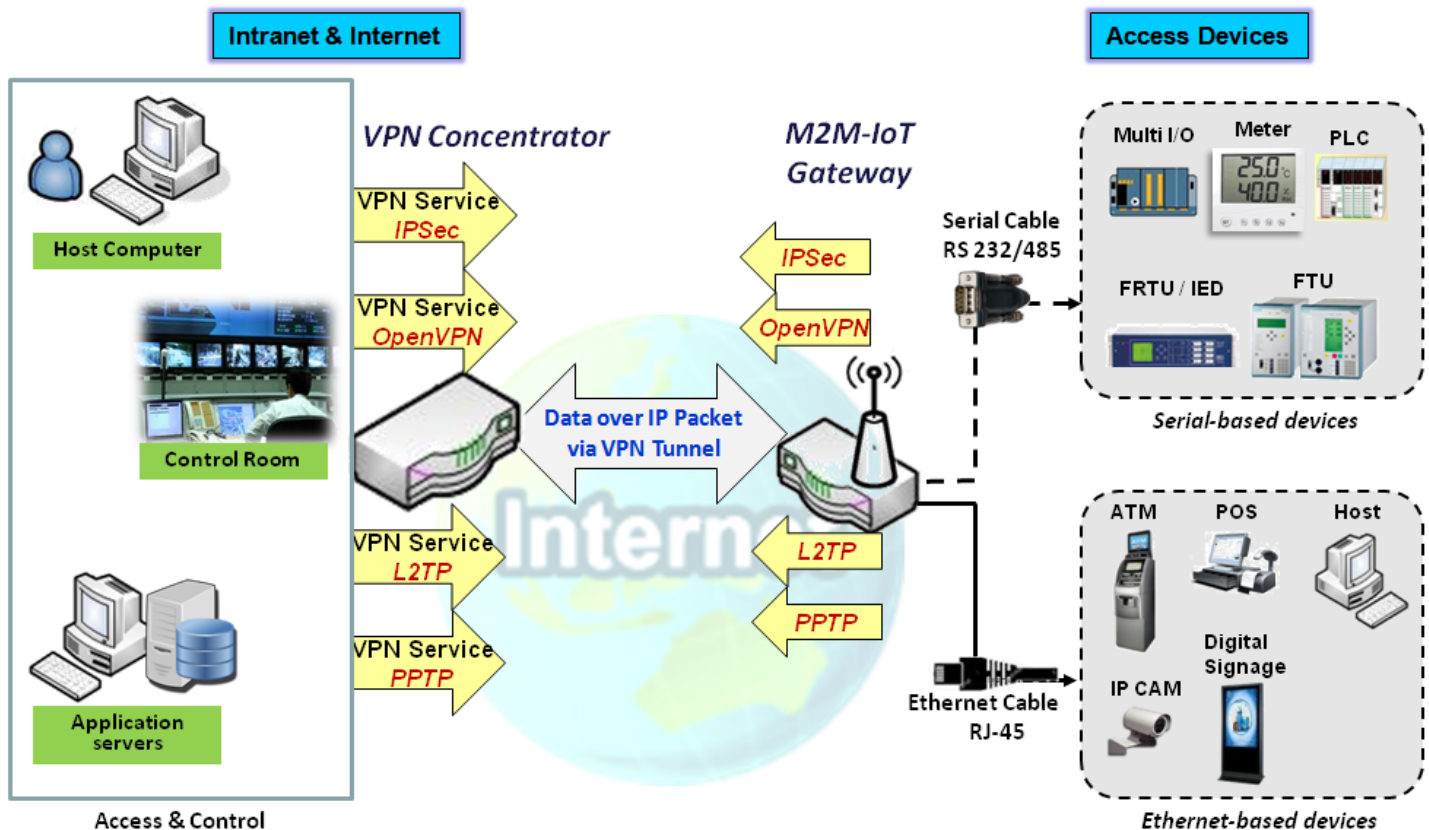 Intranet & Internet
Access Devices
VPN Concentrator
M2M-IoT
Gateway
Host Computer
Control Room
Application
servers
Access & Control
VPN Service
IPSec
VPN Service
OpenVPN
VPN Service
L2TP
VPN Service
PPTP
Data over IP Packet
via VPN Tunnel
Internet
IPSec
OpenVPN
L2TP
PPTP
Serial Cable
RS 232/485
Ethernet Cable
RJ-45
Multi I/O
Meter
PLC
25.0 °C
40.0 %
FRTU / IED
FTU
Serial-based devices
ATM
POS
Host
ATM
Digital
Signage
IP CAM
Ethernet-based devices